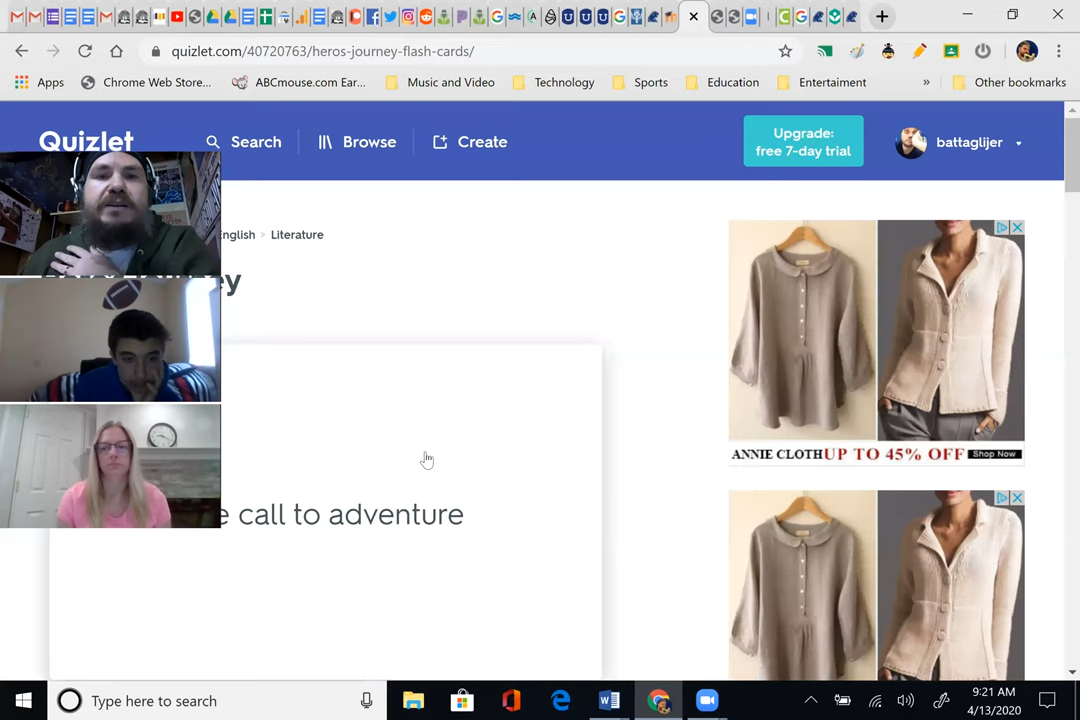 quizlet.com/40720763/heros-journey-flash-cards/
Apps
Chrome Web Store...
ABCmouse.com Ear...
Music and Video
Technology
Sports
Education
Entertaiment
»
Other bookmarks
Quizlet
Search
Browse
Create
Upgrade:
free 7-day trial
battaglijer
nglish > Literature
ey
e call to adventure
ANNIE CLOTH UP TO 45% OFF Shop Now
Type here to search
9:21 AM
4/13/2020